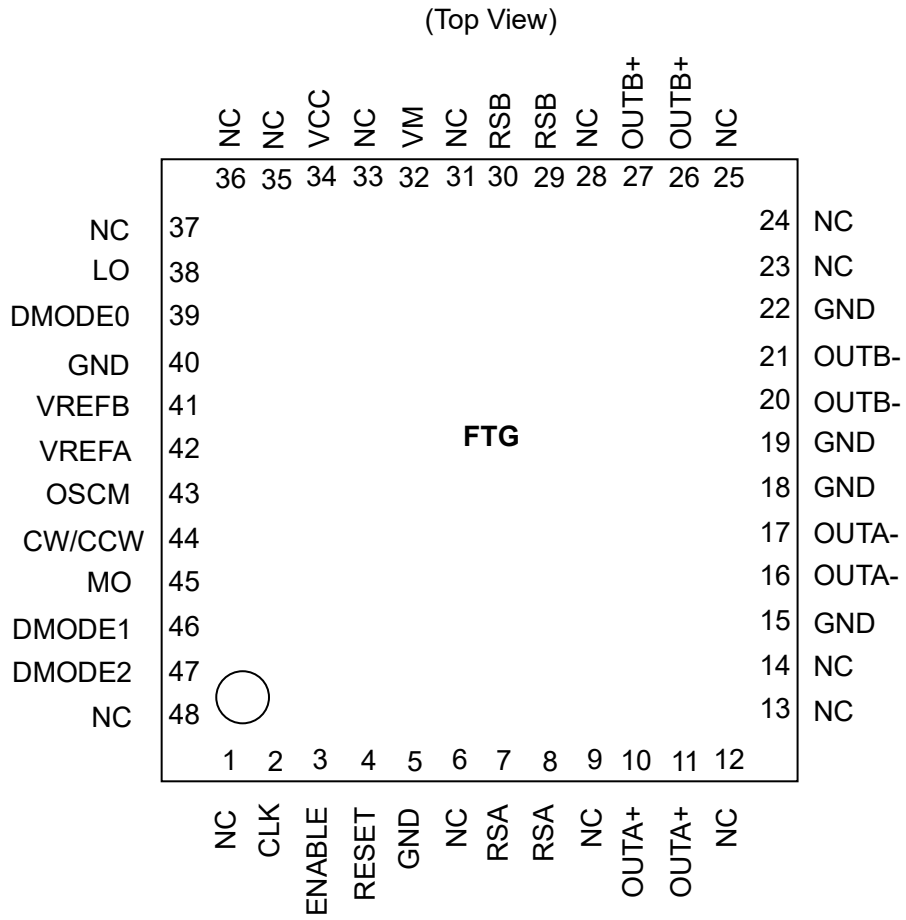 (Top View)
NC NC VCC NC VM NC RSB RSB NC OUTB+ OUTB+ NC
36 35 34 33 32 31 30 29 28 27 26 25
NC 37 24 NC
LO 38 23 NC
DMODE0 39 22 GND
GND 40 21 OUTB-
VREFB 41 20 OUTB-
VREFA 42 19 GND
FTG
OSCM 43 18 GND
CW/CCW 44 17 OUTA-
MO 45 16 OUTA-
DMODE1 46 15 GND
DMODE2 47 14 NC
NC 48 13 NC
1 2 3 4 5 6 7 8 9 10 11 12
NC CLK ENABLE RESET GND NC RSA RSA NC OUTA+ OUTA+ NC